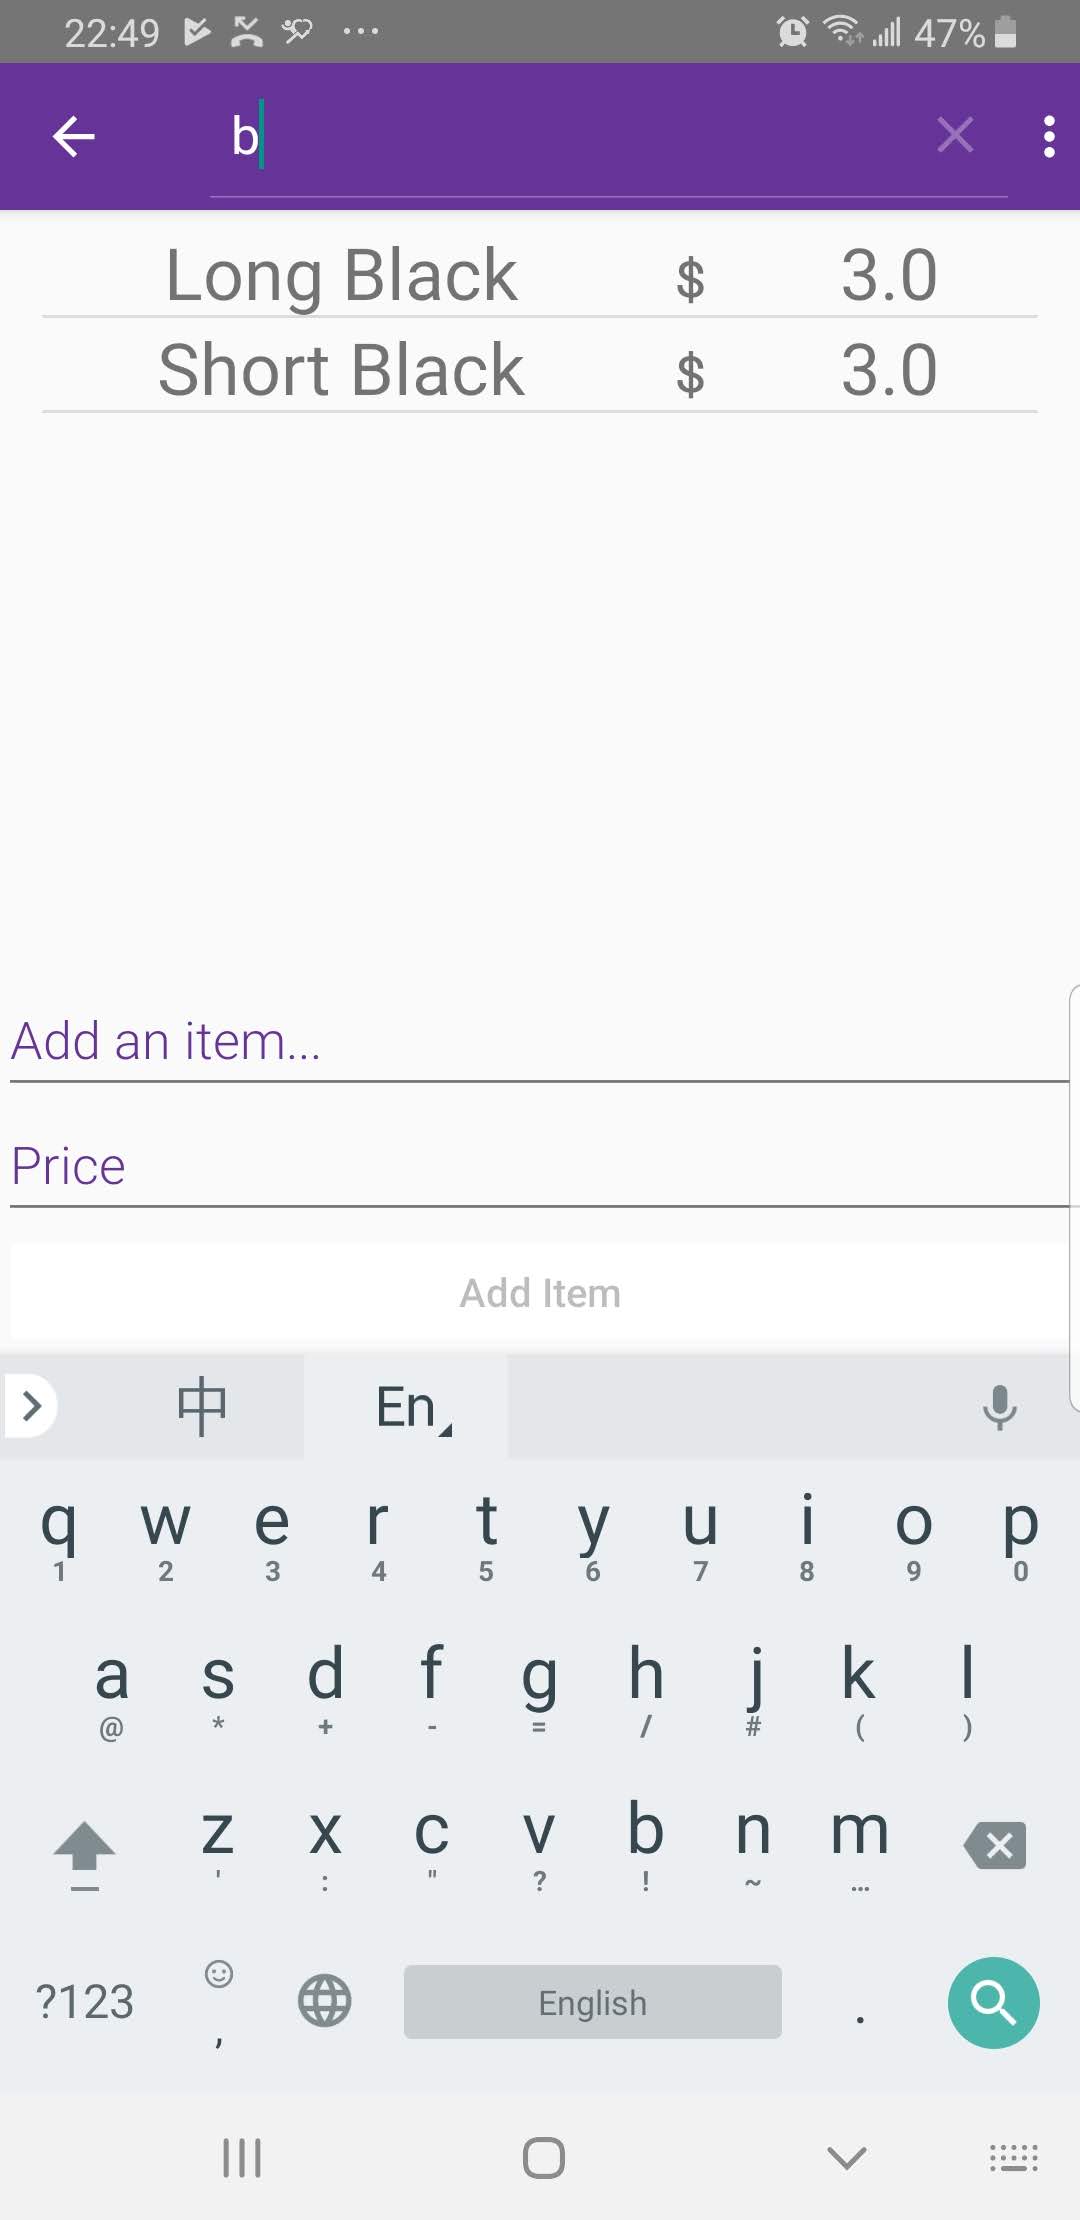 22:49 47%
b
Long Black $ 3.0
Short Black $ 3.0
Add an item...
Price
Add Item
中 En
q w e r t y u i o p
1 2 3 4 5 6 7 8 9 0
a s d f g h j k l
@ * + - = / # ( )
z x c v b n m
' : " ? ! ~ ...
?123 , English .